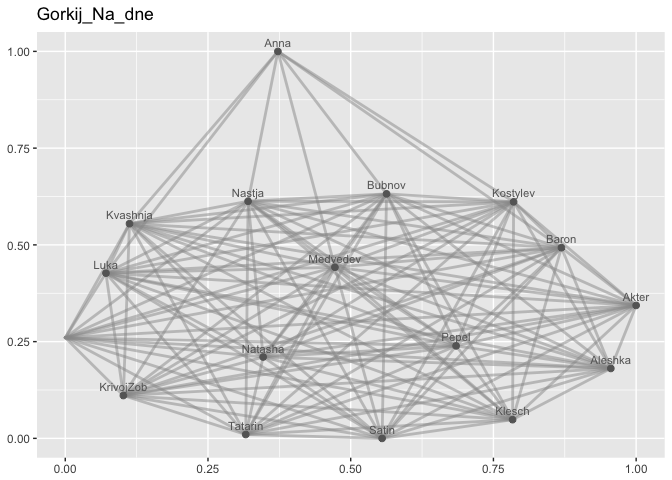 Gorkij_Na_dne
1.00
Anna
0.75
Nastja
Bubnov
Kostylev
Kvashnja
0.50
Baron
Luka
Medvedev
Akter
0.25
Pepel
Natasha
Aleshka
KrivojZob
Klesch
Tatarin
Satin
0.00
0.00 0.25 0.50 0.75 1.00